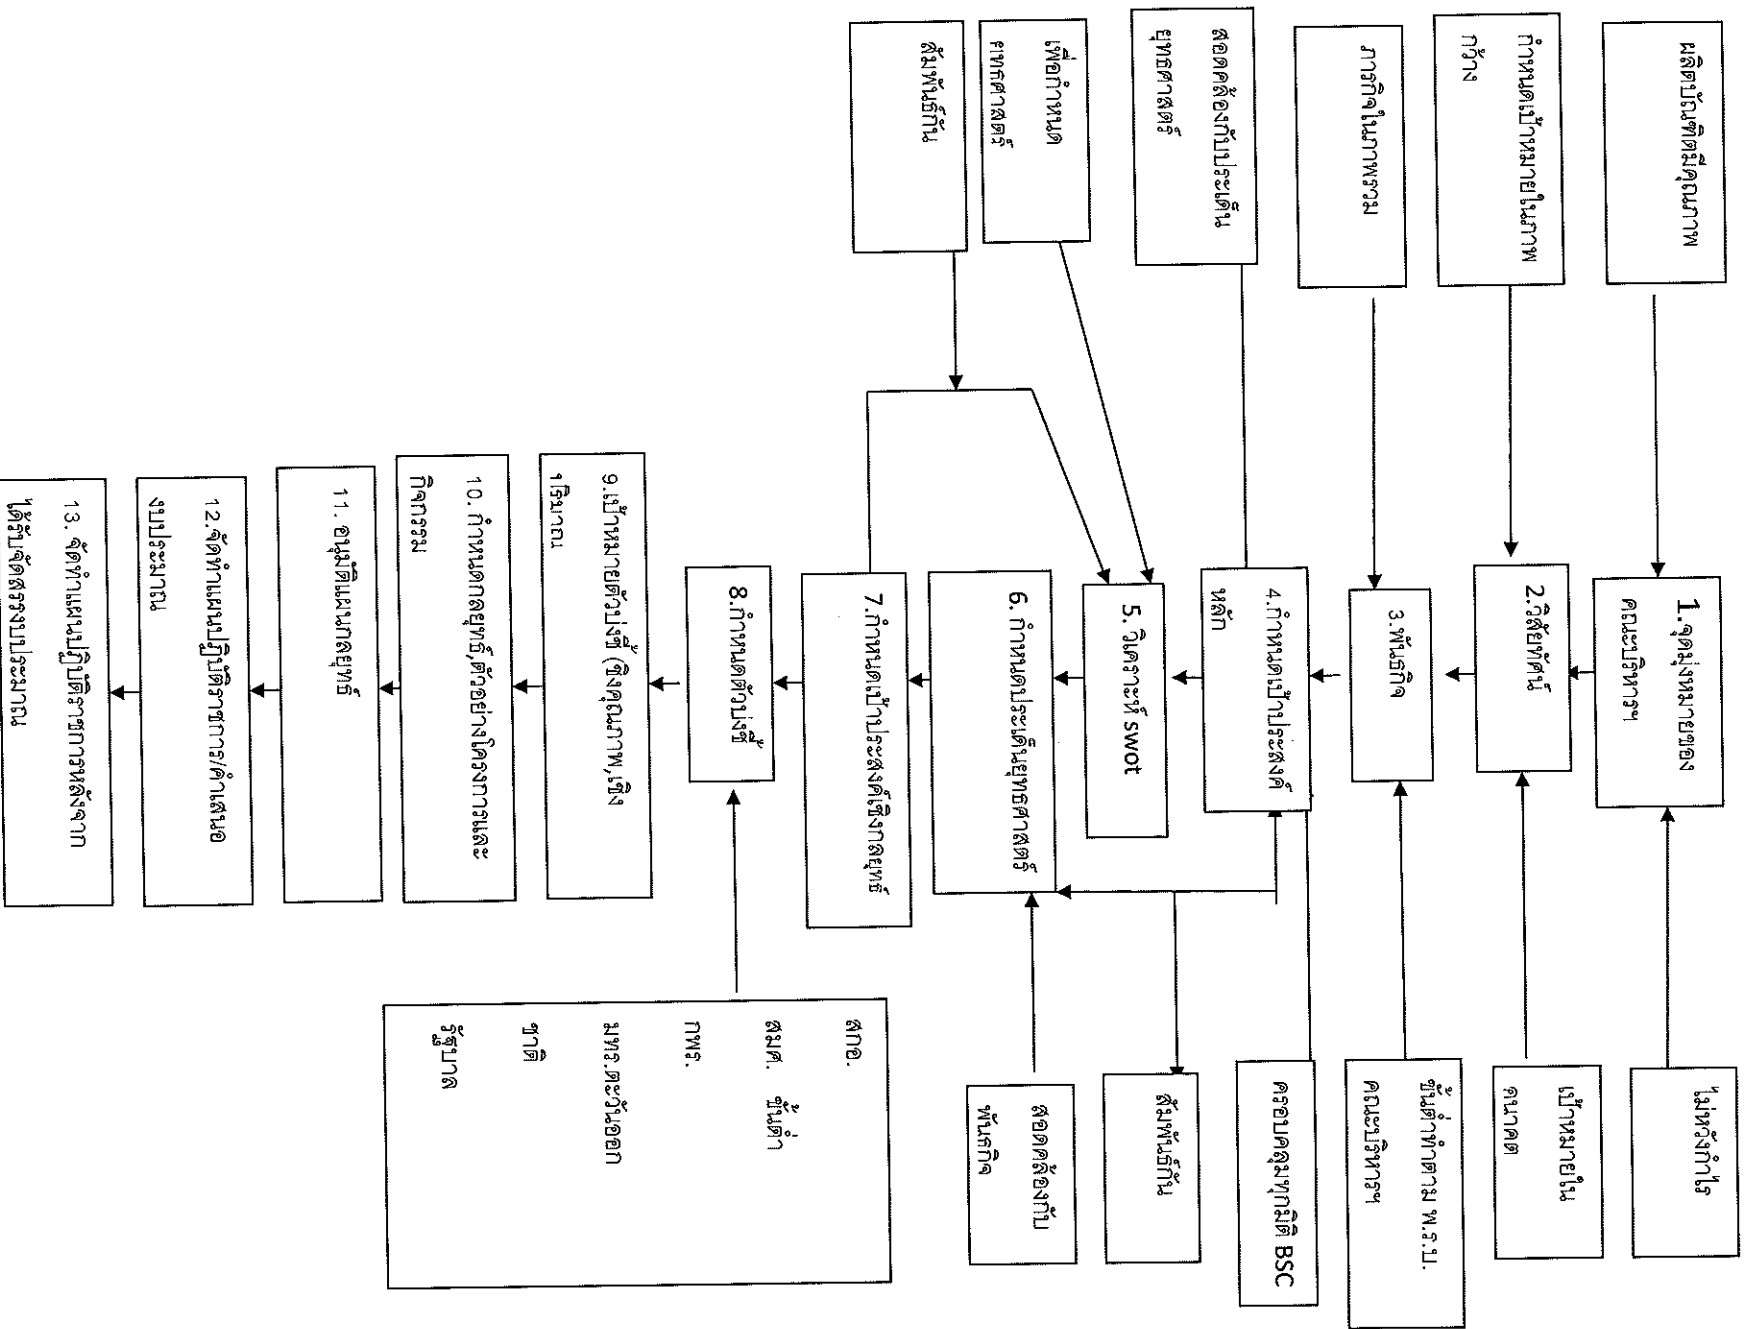 ผลิตบัณฑิตมีคุณภาพ
1.จุดมุ่งหมายของ
คณะบริหารฯ
ไม่หวังกำไร
กำหนดเป้าหมายในภาพ
กว้าง
2.วิสัยทัศน์
เป้าหมายใน
อนาคต
ภารกิจในภาพรวม
3.พันธกิจ
ขั้นต่ำทำตาม พ.ร.บ.
คณะบริหารฯ
สอดคล้องกับประเด็น
ยุทธศาสตร์
4.กำหนดเป้าประสงค์
หลัก
ครอบคลุมทุกมิติ BSC
เพื่อกำหนด
ยุทธศาสตร์
5. วิเคราะห์ swot
สัมพันธ์กัน
สัมพันธ์กัน
6. กำหนดประเด็นยุทธศาสตร์
สอดคล้องกับ
พันธกิจ
7.กำหนดเป้าประสงค์เชิงกลยุทธ์
8.กำหนดตัวบ่งชี้
สกอ.
สมศ. ขั้นต่ำ
กพร.
มทร.ตะวันออก
ชาติ
รัฐบาล
9.เป้าหมายตัวบ่งชี้ (เชิงคุณภาพ,เชิง
ปริมาณ
10. กำหนดกลยุทธ์,ตัวอย่างโครงการและ
กิจกรรม
11. อนุมัติแผนกลยุทธ์
12.จัดทำแผนปฏิบัติราชการ/คำเสนอ
งบประมาณ
13. จัดทำแผนปฏิบัติราชการหลังจาก
ได้รับจัดสรรงบประมาณ